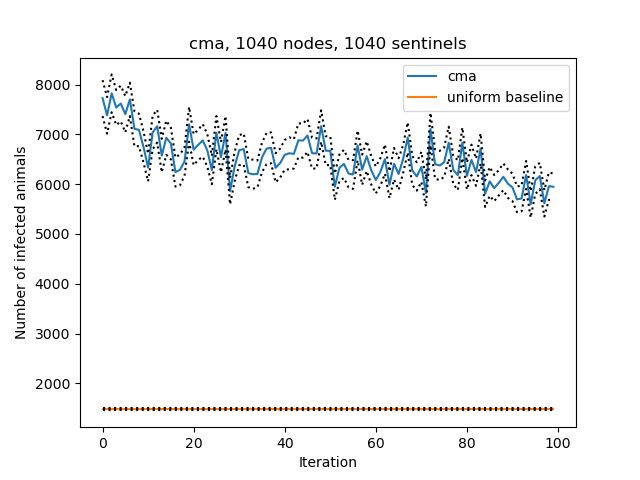 cma, 1040 nodes, 1040 sentinels
cma
uniform baseline
Number of infected animals
8000
7000
6000
5000
4000
3000
2000
0 20 40 60 80 100
Iteration